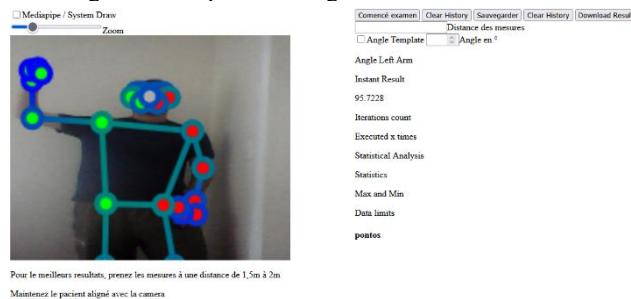 Mediapipe / System Draw
Zoom
Pour le meilleurs resultats, prenez les mesures à une distance de 1,5m à 2m
Maintenez le pacient aligné avec la camera
Comencé examen Clear History Sauvegarder Clear History Download Resul
Distance des mesures
Angle Template Angle en °
Angle Left Arm
Instant Result
95.7228
Iterations count
Executed x times
Statistical Analysis
Statistics
Max and Min
Data limits
pontos